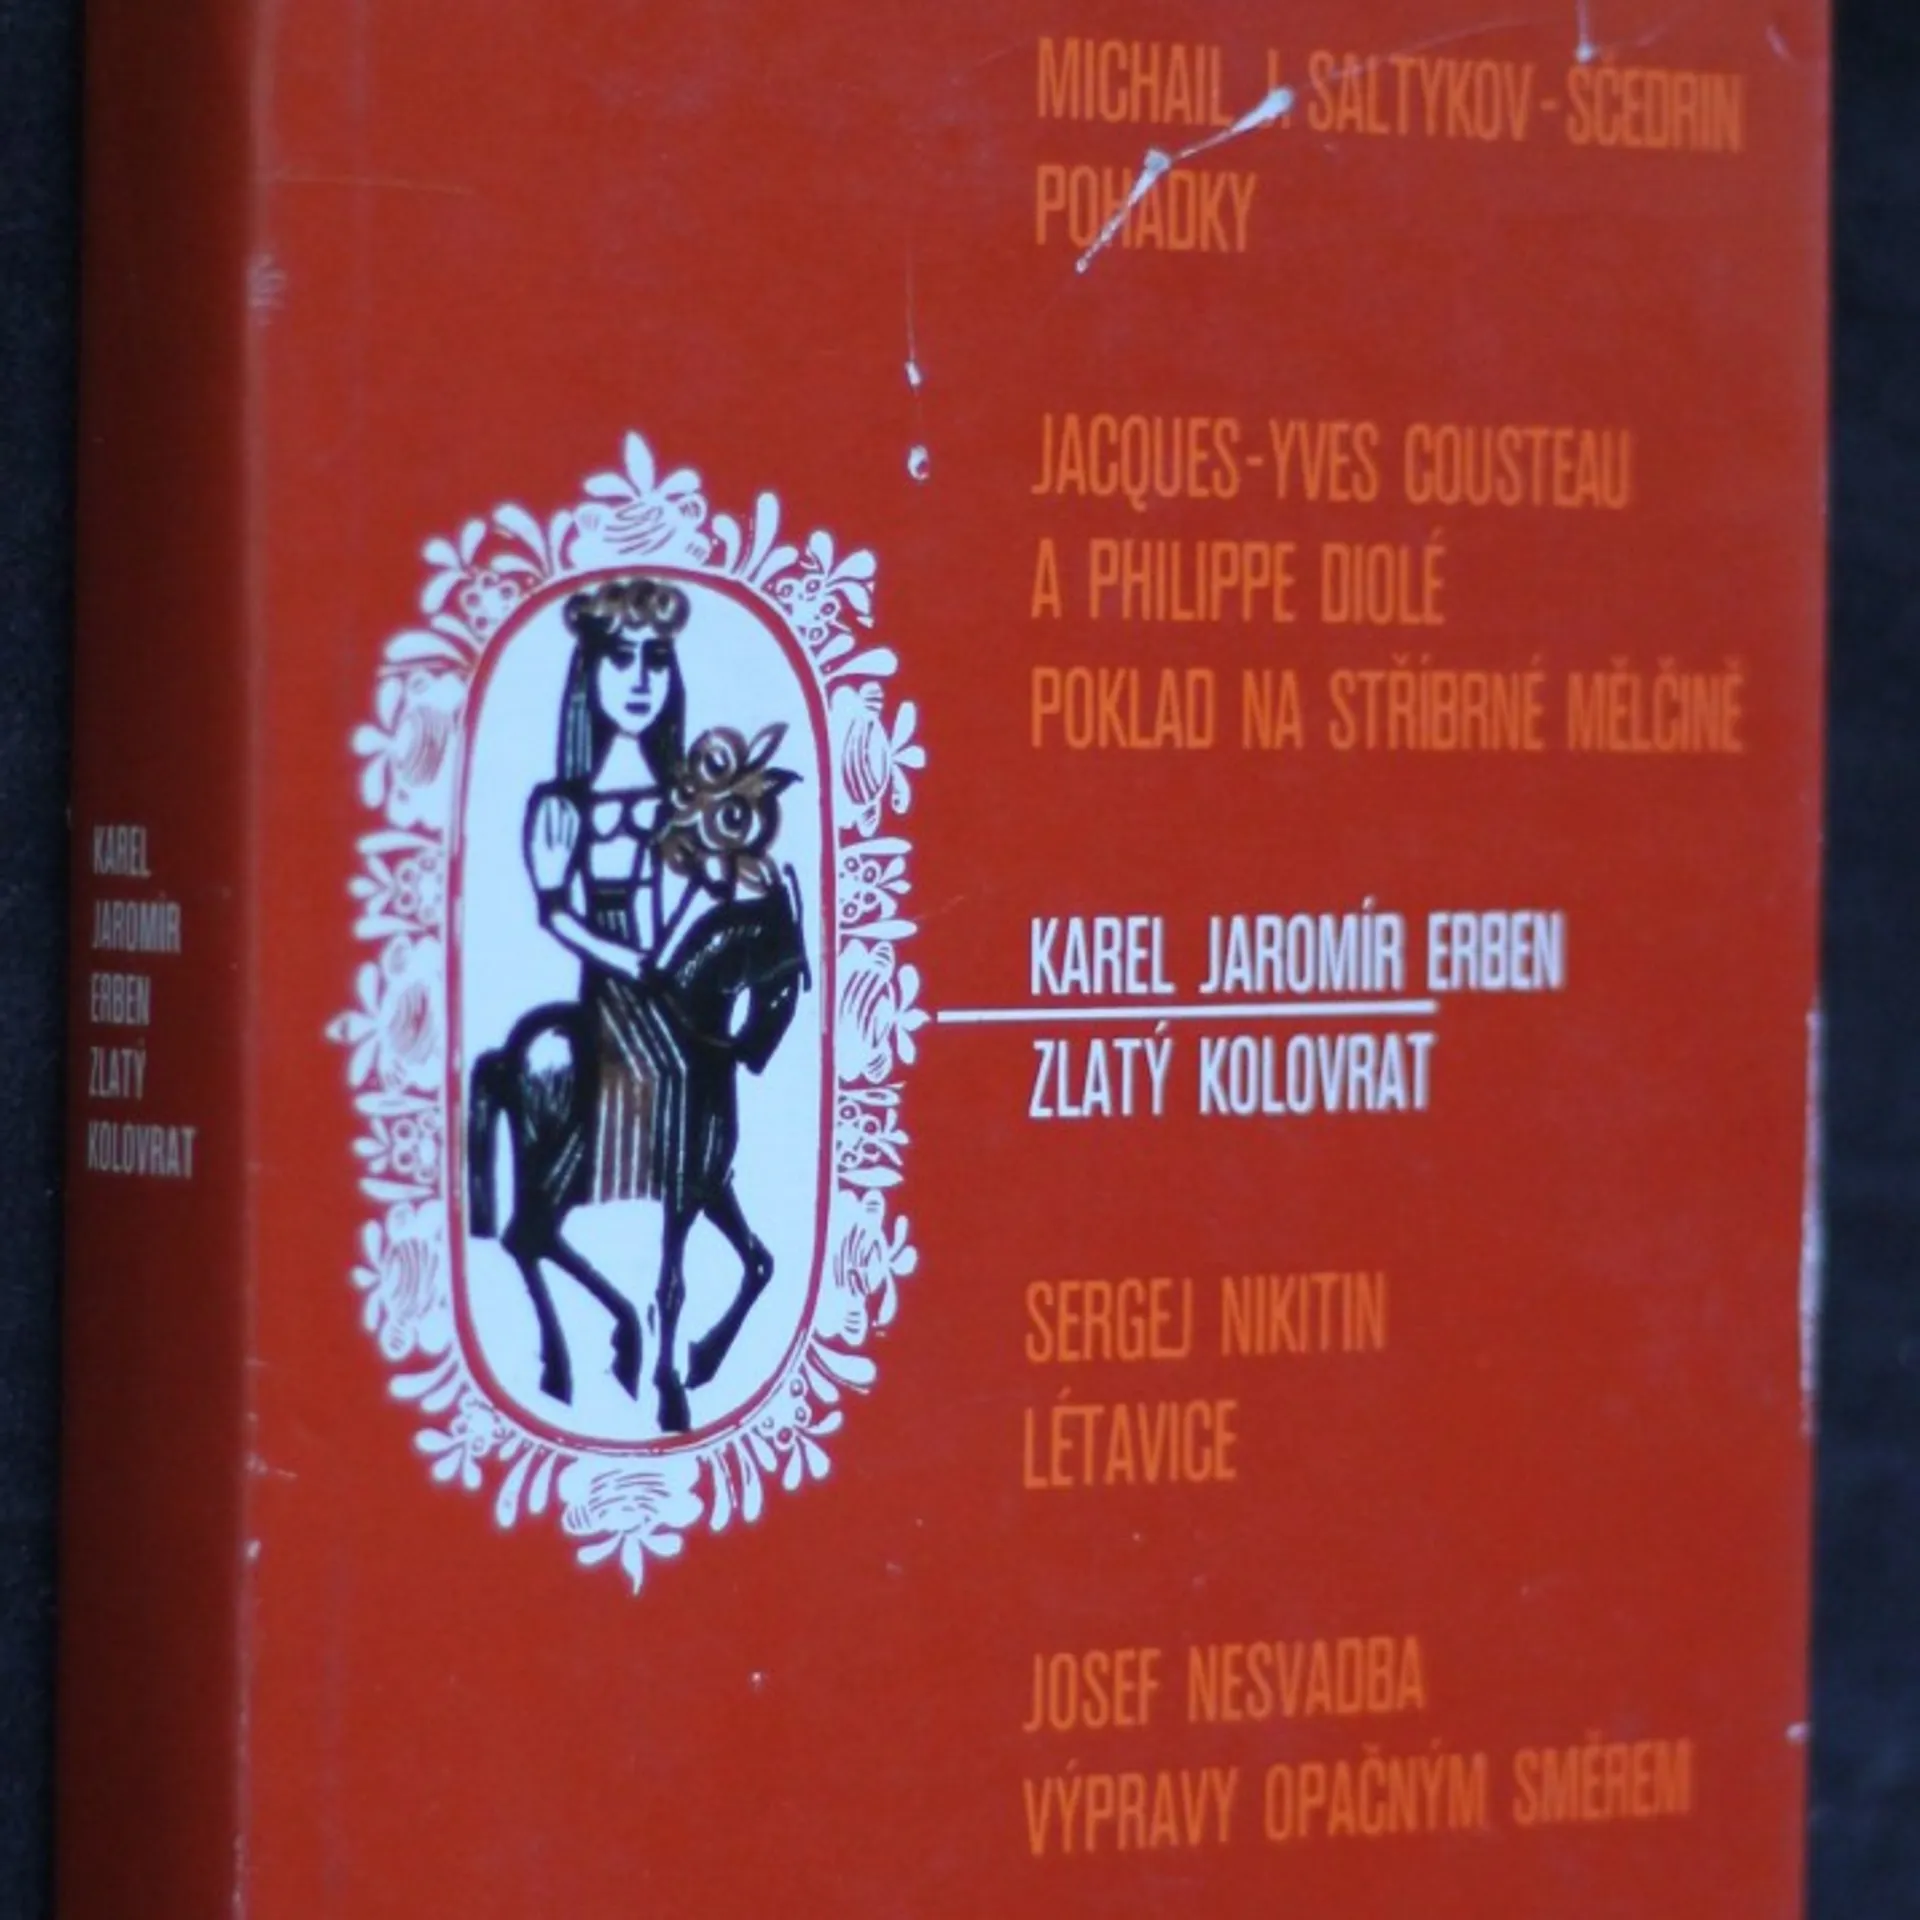 KAREL
JAROMÍR
ERBEN
ZLATÝ
KOLOVRAT
MICHAIL J. SALTYKOV-ŠČEDRIN
POHÁDKY
JACQUES-YVES COUSTEAU
A PHILIPPE DIOLÉ
POKLAD NA STŘÍBRNÉ MĚLČINĚ
KAREL JAROMÍR ERBEN
ZLATÝ KOLOVRAT
SERGEJ NIKITIN
LÉTAVICE
JOSEF NESVADBA
VÝPRAVY OPAČNÝM SMĚREM